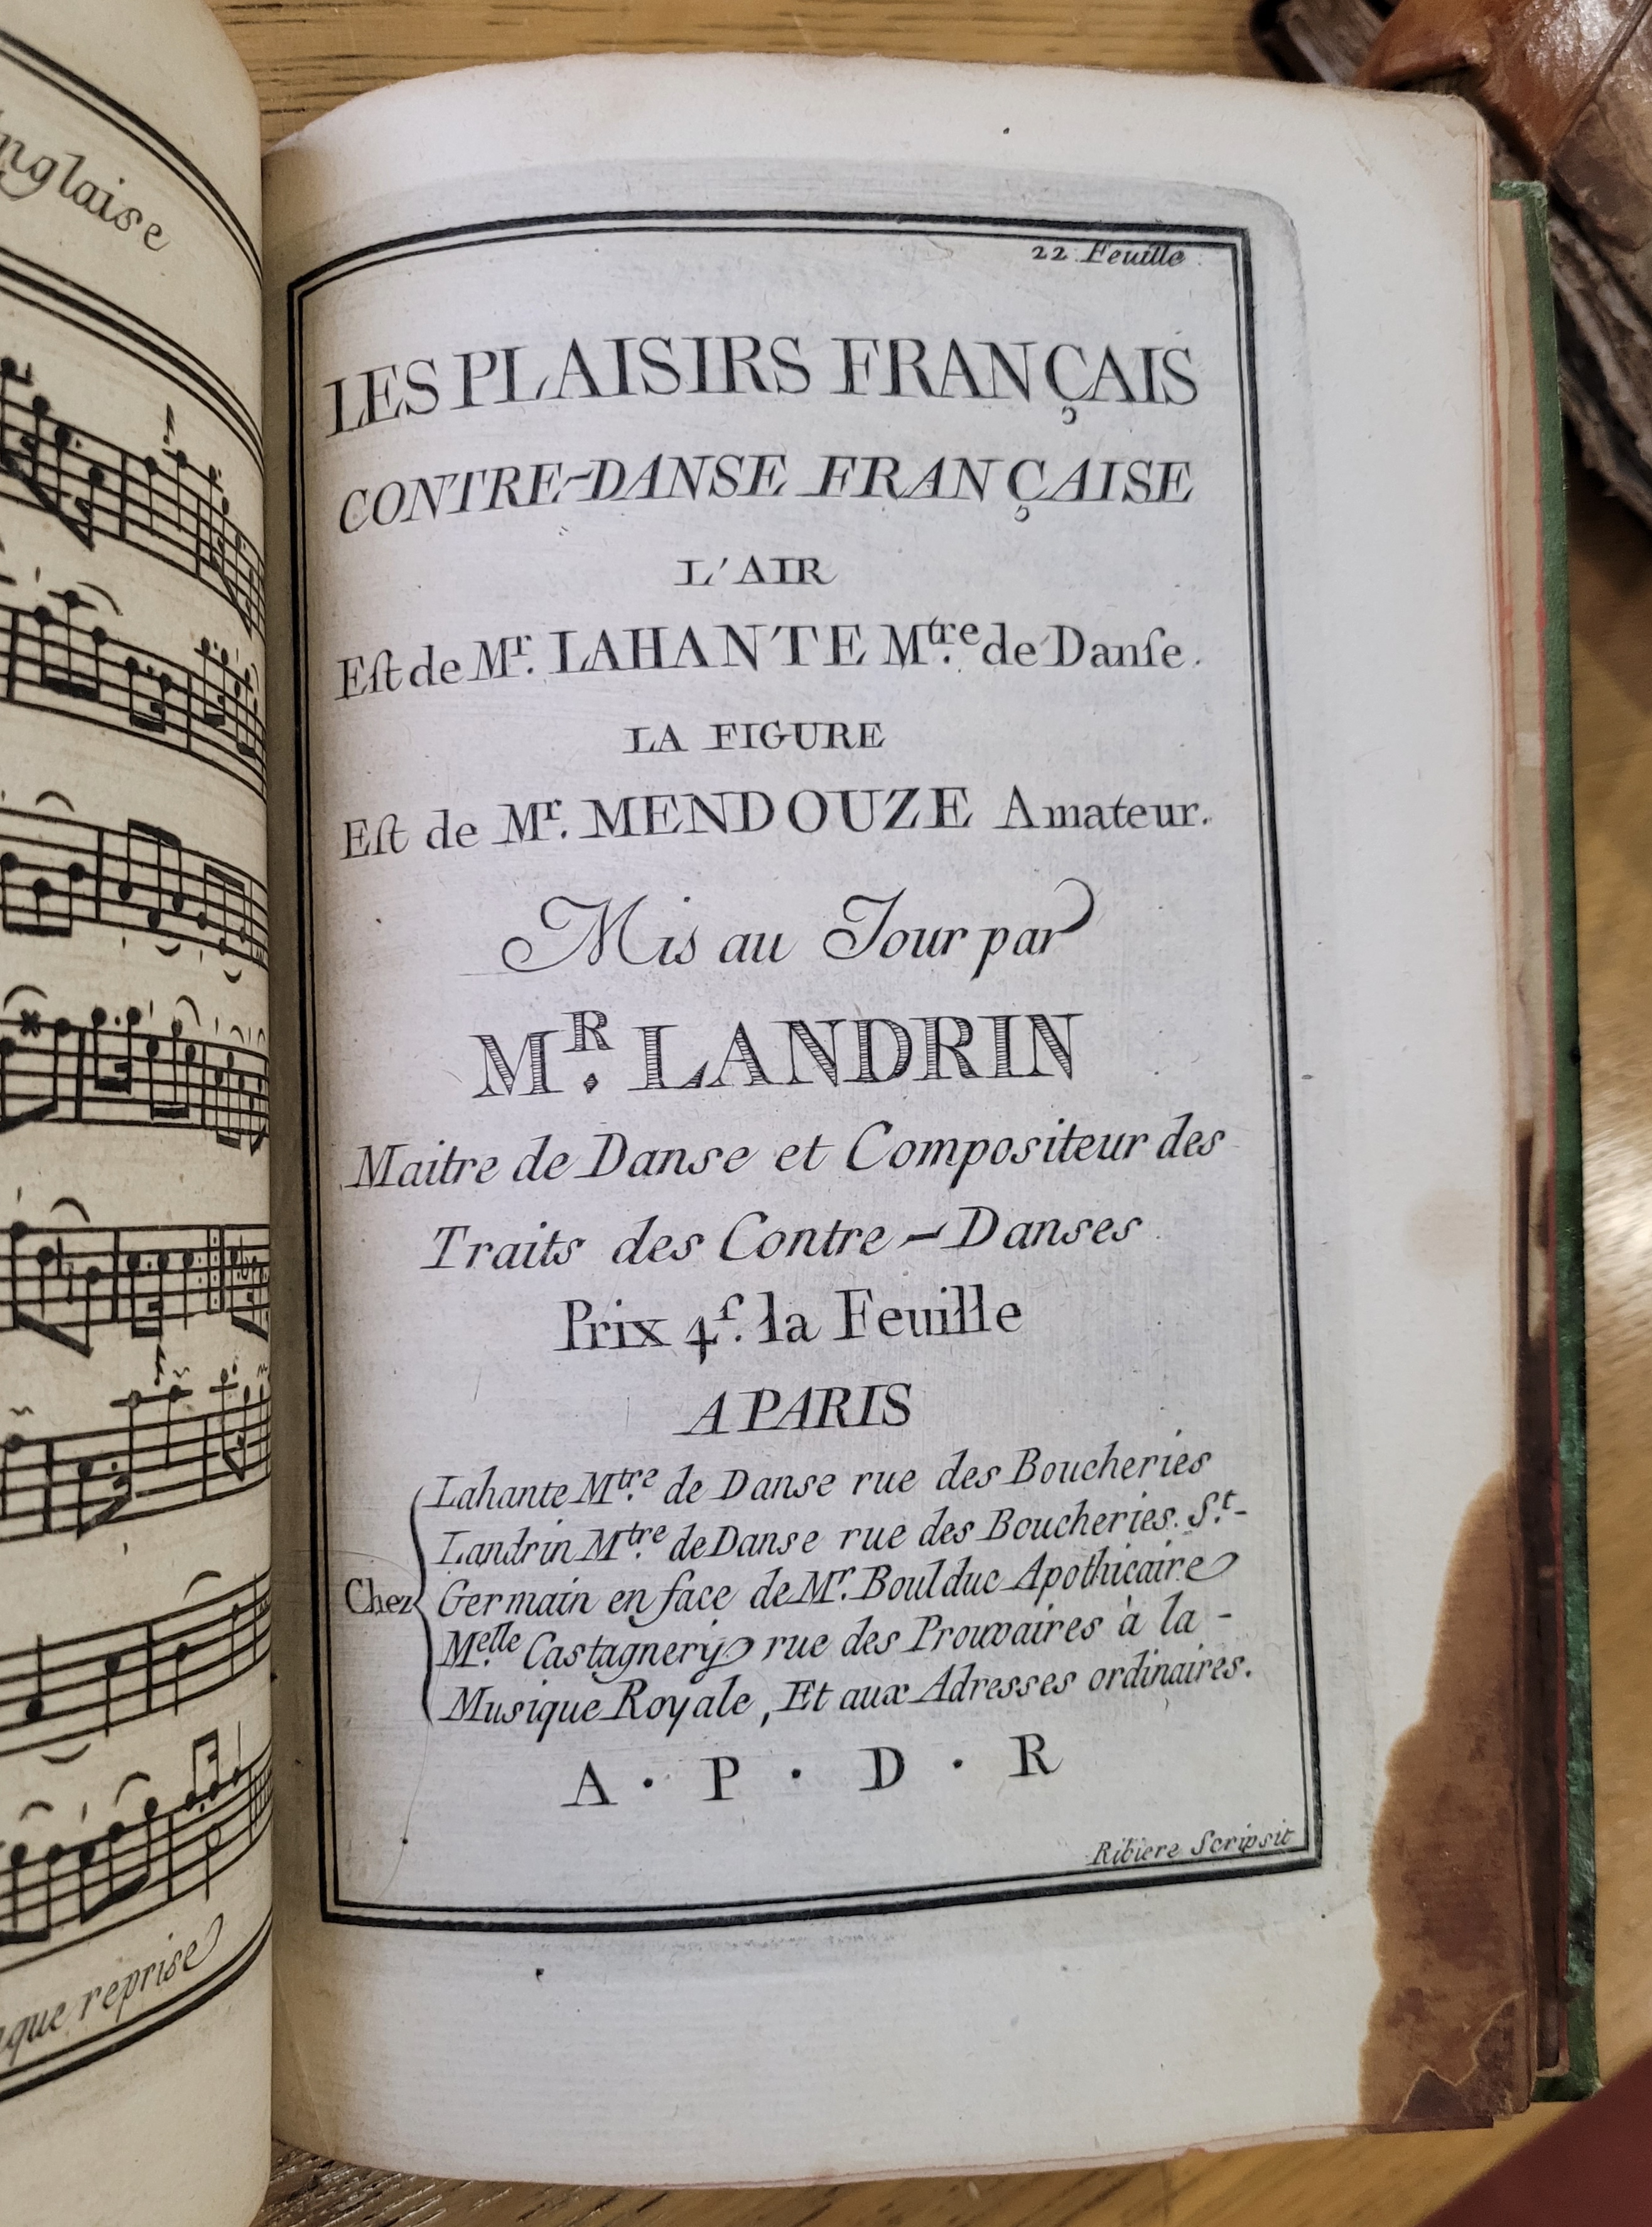 nglaise
que reprise
22 Feuille
LES PLAISIRS FRANÇAIS
CONTRE-DANSE FRANÇAISE
L'AIR
Eſt de Mr. LAHANTE Mtre. de Danſe.
LA FIGURE
Eſt de Mr. MENDOUZE Amateur.
Mis au Jour par
MR. LANDRIN
Maitre de Danse et Compositeur des
Traits des Contre-Danses
Prix 4ſ. la Feuille
A PARIS
Lahante Mtre. de Danse rue des Boucheries
Landrin Mtre. de Danse rue des Boucheries. St.-
Chez Germain en face de Mr. Boulduc Apothicaire
Melle. Castagnery rue des Prouvaires à la -
Musique Royale, Et aux Adresses ordinaires.
A · P · D · R
Ribiere Scripsit